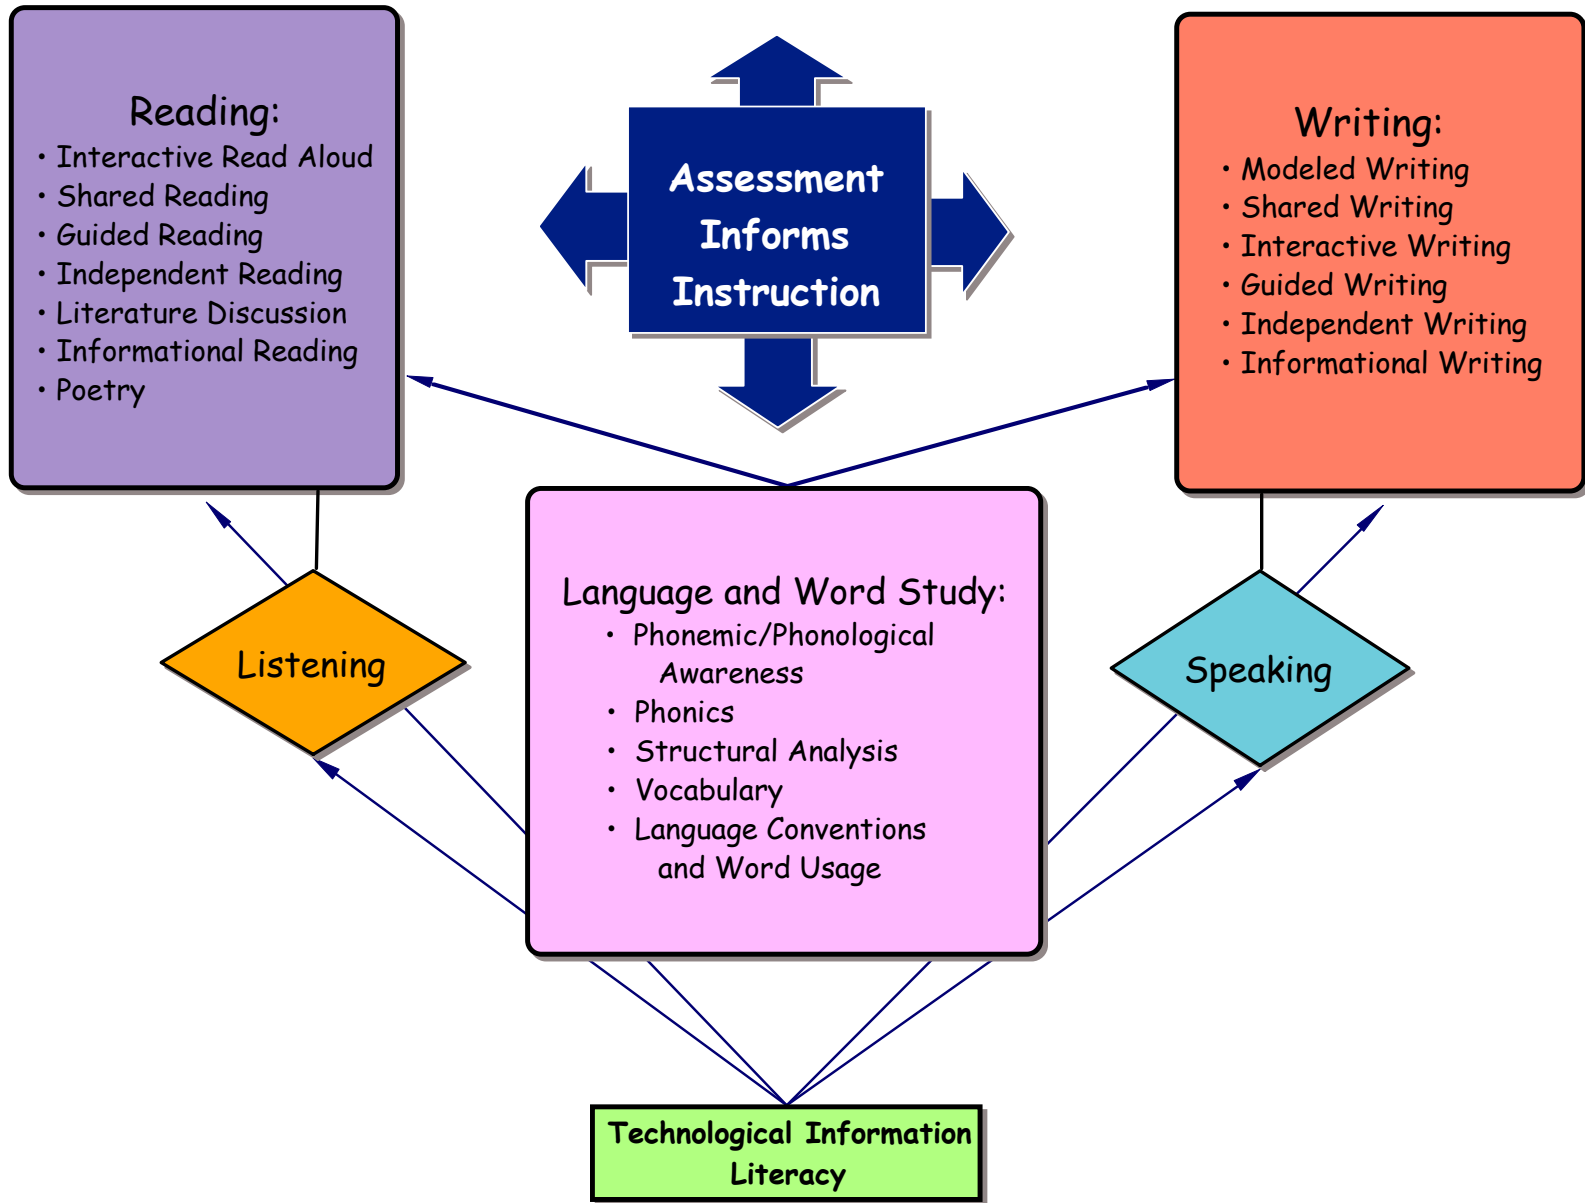 Reading:
• Interactive Read Aloud
• Shared Reading
• Guided Reading
• Independent Reading
• Literature Discussion
• Informational Reading
• Poetry
Assessment
Informs
Instruction
Writing:
• Modeled Writing
• Shared Writing
• Interactive Writing
• Guided Writing
• Independent Writing
• Informational Writing
Listening
Language and Word Study:
• Phonemic/Phonological
Awareness
• Phonics
• Structural Analysis
• Vocabulary
• Language Conventions
and Word Usage
Speaking
Technological Information
Literacy